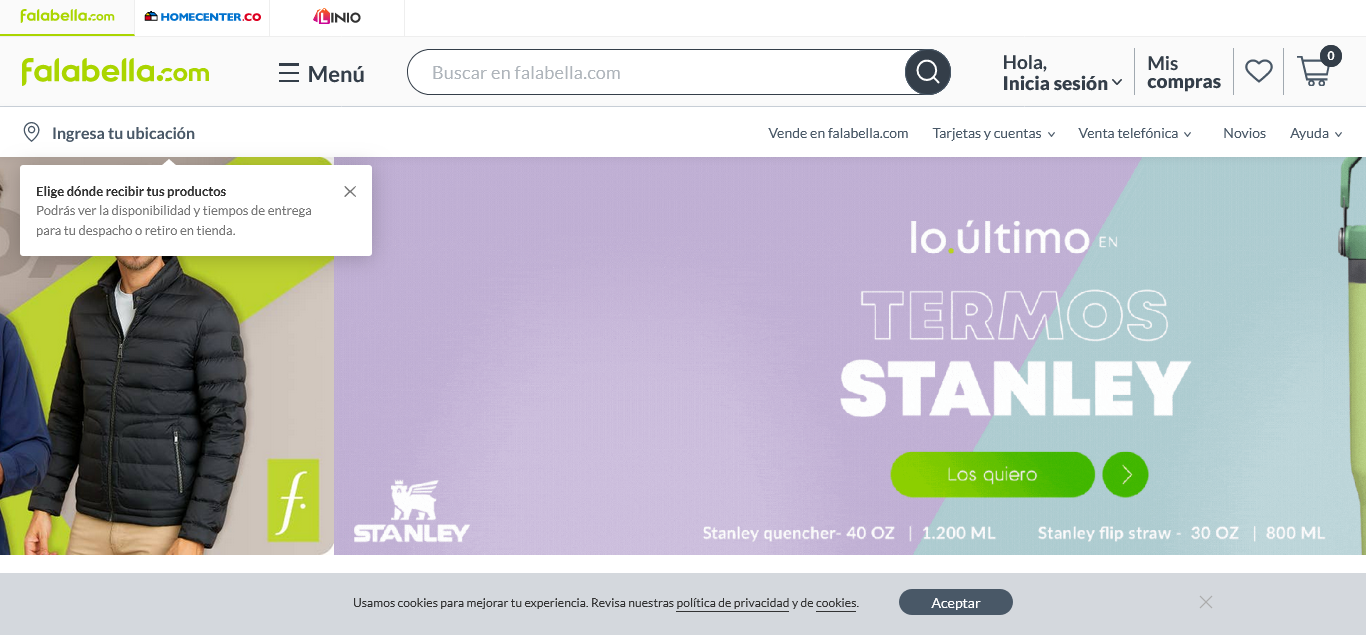 falabella.com
HOMECENTER.CO
LINIO
falabella.com
Menú
Buscar en falabella.com
Hola,
Inicia sesión
Mis
compras
0
Ingresa tu ubicación
Vende en falabella.com
Tarjetas y cuentas
Venta telefónica
Novios
Ayuda
Elige dónde recibir tus productos
Podrás ver la disponibilidad y tiempos de entrega
para tu despacho o retiro en tienda.
f.
lo.último EN
TERMOS
STANLEY
Los quiero
STANLEY
Stanley quencher- 40 OZ | 1.200 ML
Stanley flip straw - 30 OZ | 800 ML
Usamos cookies para mejorar tu experiencia. Revisa nuestras política de privacidad y de cookies.
Aceptar